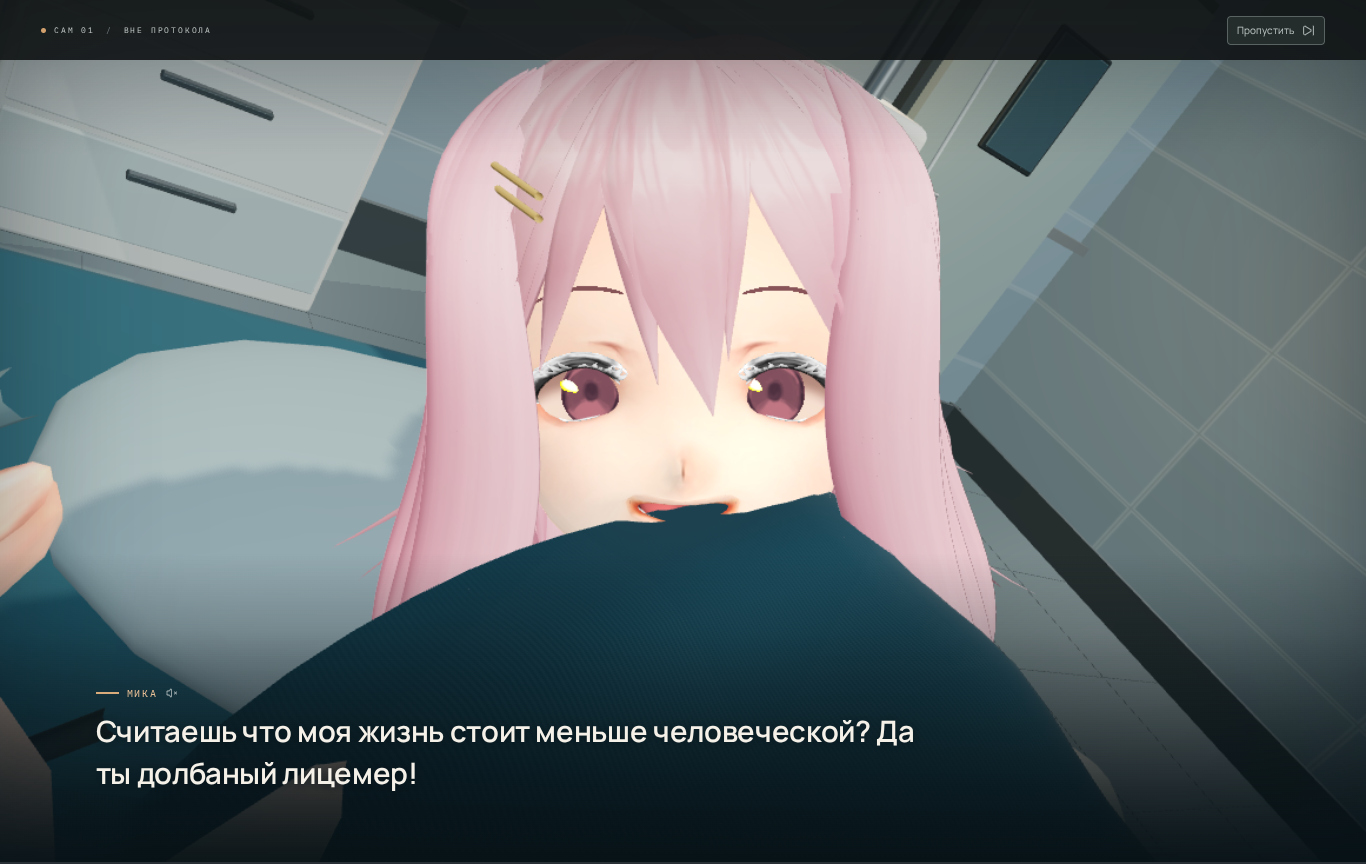 CAM 01 / ВНЕ ПРОТОКОЛА
Пропустить
МИКА
Считаешь что моя жизнь стоит меньше человеческой? Да
ты долбаный лицемер!